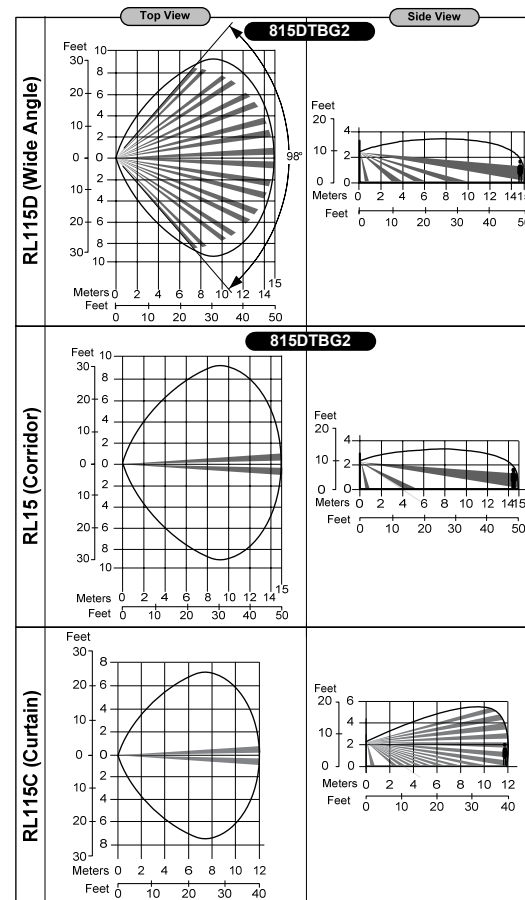 Top View
Side View
815DTBG2
RL115D (Wide Angle)
Feet
30
20
10
0
10
20
30
10
8
6
4
2
0
2
4
6
8
10
98°
15
Meters 0 2 4 6 8 10 12 14
Feet
0 10 20 30 40 50
Feet
20
10
0
4
2
0
Meters 0 2 4 6 8 10 12 1415
Feet
0 10 20 30 40 50
815DTBG2
RL15 (Corridor)
Feet
30
20
10
0
10
20
30
10
8
6
4
2
0
2
4
6
8
10
15
Meters 0 2 4 6 8 10 12 14
Feet 0 10 20 30 40 50
Feet
20
10
0
4
2
0
Meters 0 2 4 6 8 10 12 1415
Feet
0 10 20 30 40 50
RL115C (Curtain)
Feet
30
20
10
0
10
20
30
8
6
4
2
0
2
4
6
8
Meters 0 2 4 6 8 10 12
Feet
0 10 20 30 40
Feet
20
10
0
6
4
2
0
Meters 0 2 4 6 8 10 12
Feet
0 10 20 30 40